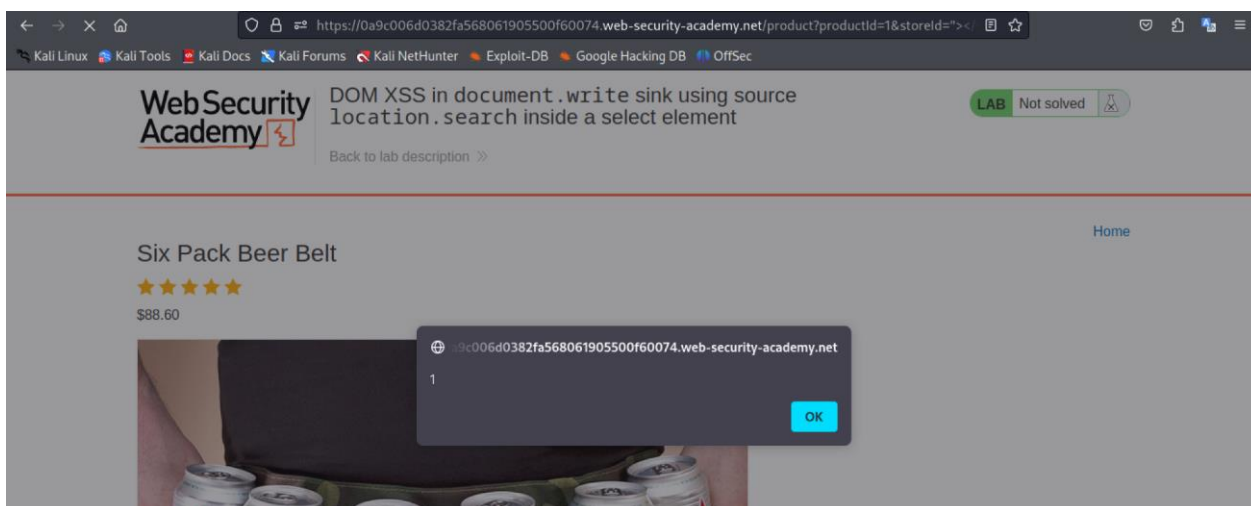 https://0a9c006d0382fa568061905500f60074.web-security-academy.net/product?productId=1&storeId="></
Kali Linux Kali Tools Kali Docs Kali Forums Kali NetHunter Exploit-DB Google Hacking DB OffSec
Web Security
Academy
DOM XSS in document.write sink using source
location.search inside a select element
LAB Not solved
Back to lab description
Home
Six Pack Beer Belt
$88.60
9c006d0382fa568061905500f60074.web-security-academy.net
1
OK